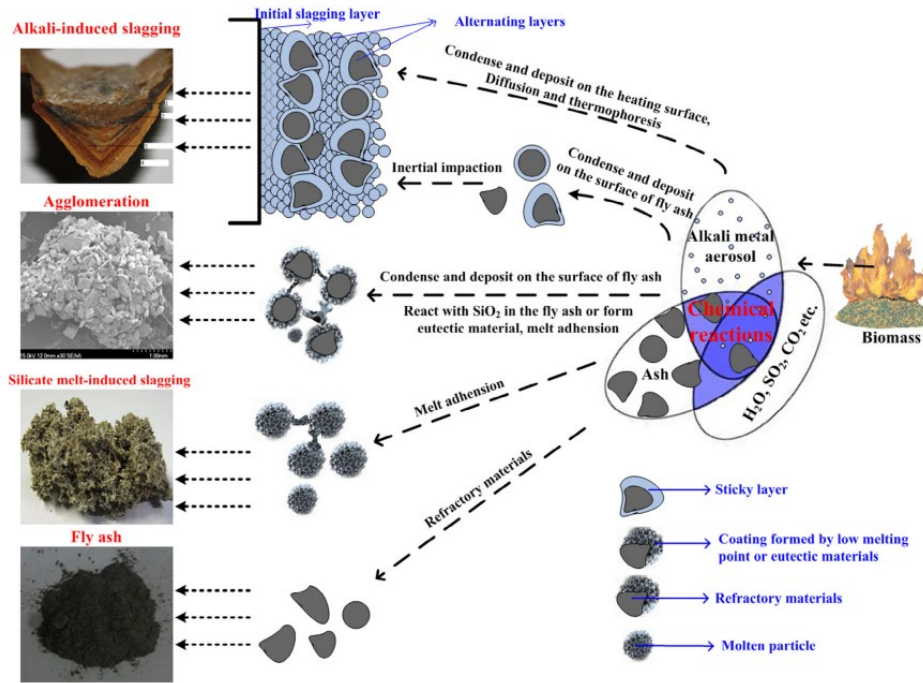 Initial slagging layer
Alternating layers
Alkali-induced slagging
Condense and deposit on the heating surface,
Diffusion and thermophoresis
Inertial impaction
Condense and deposit
on the surface of fly ash
Agglomeration
Alkali metal
aerosol
Condense and deposit on the surface of fly ash
React with SiO₂ in the fly ash or form
eutectic material, melt adhension
Chemical
reactions
Biomass
Ash
H₂O, SO₂, CO₂ etc.
1.00mm
Silicate melt-induced slagging
Melt adhension
Refractory materials
Sticky layer
Fly ash
Coating formed by low melting
point or eutectic materials
Refractory materials
Molten particle